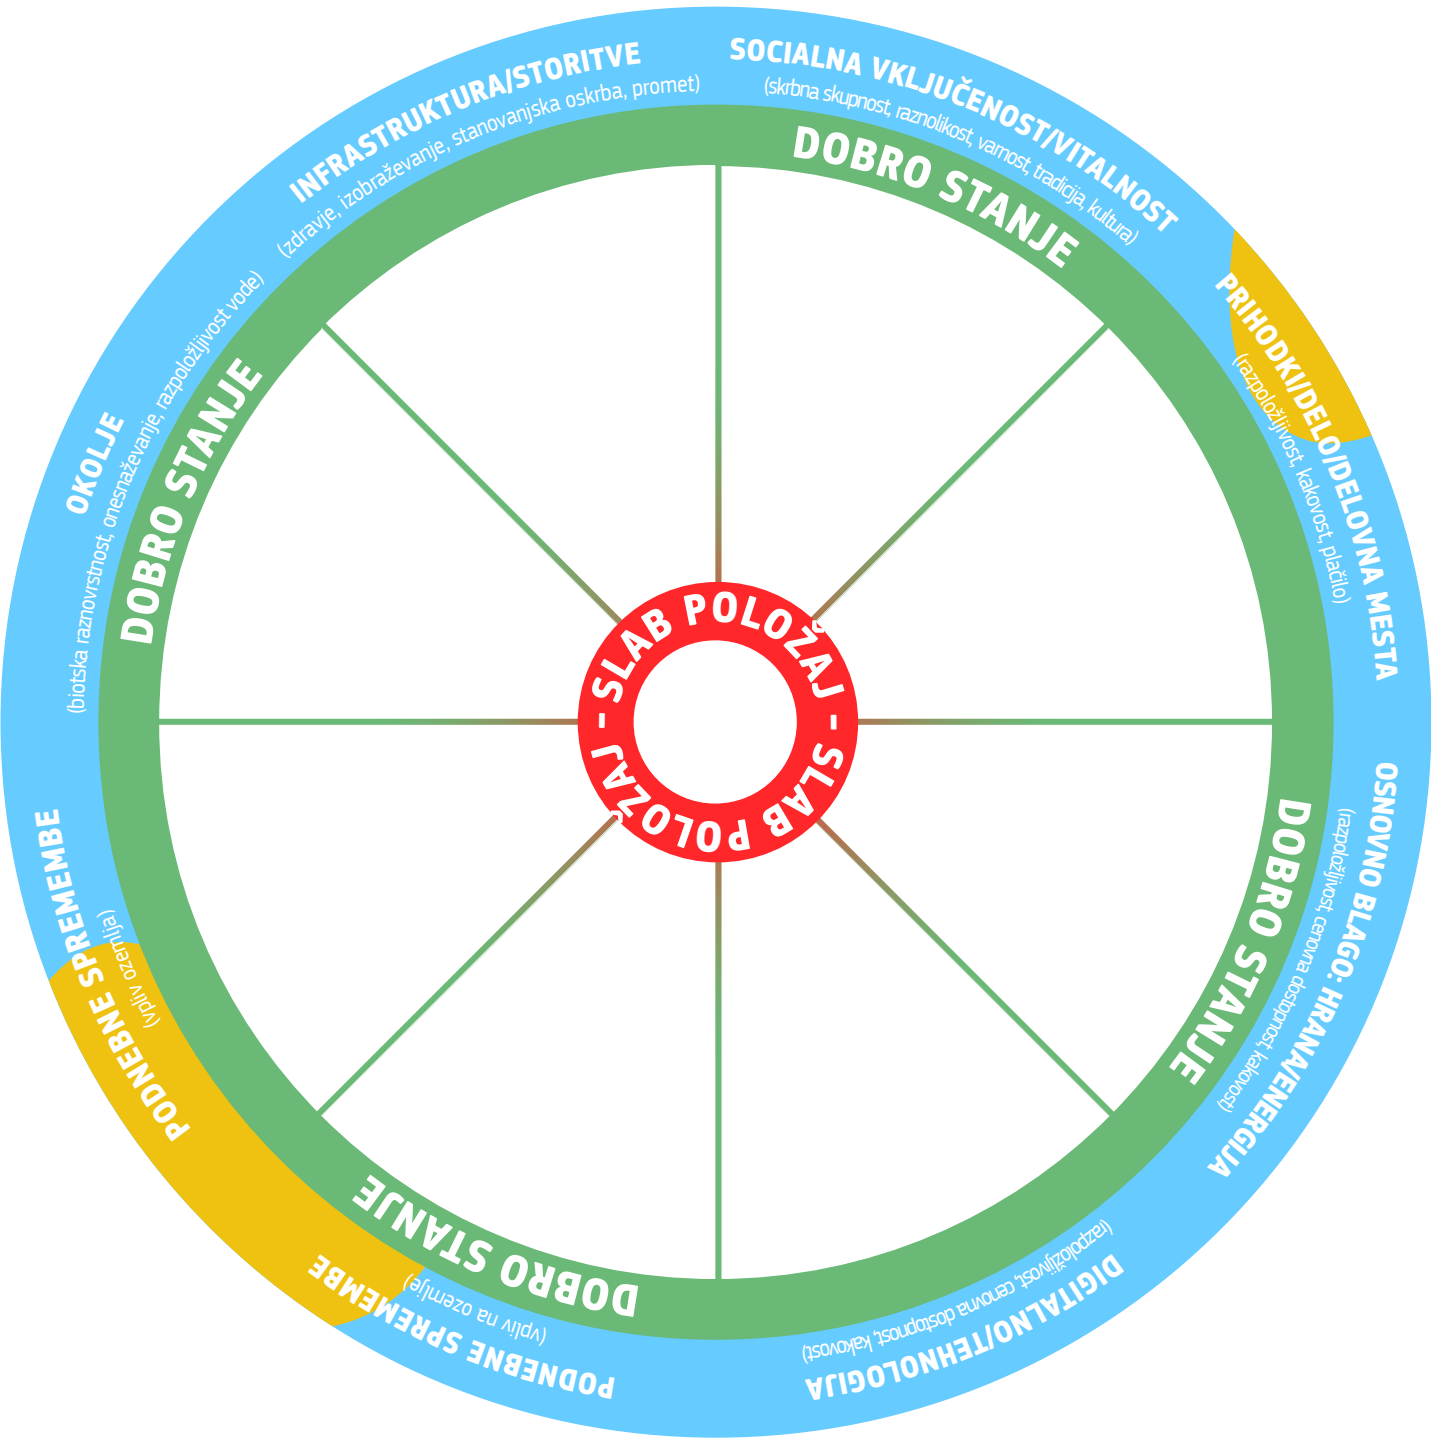 SOCIALNA VKLJUČENOST/VITALNOST
(skrbna skupnost, raznolikost, varnost, tradicija, kultura)
PRIHODKI/DELO/DELOVNA MESTA
(razpoložljivost, kakovost, plačilo)
OSNOVNO BLAGO: HRANA/ENERGIJA
(razpoložljivost, cenovna dostopnost, kakovost)
DIGITALNO/TEHNOLOGIJA
(razpoložljivost, cenovna dostopnost, kakovost)
PODNEBNE SPREMEMBE
(vpliv na ozemlje)
PODNEBNE SPREMEMBE
(vpliv ozemlja)
OKOLJE
(biotska raznovrstnost, onesnaževanje, razpoložljivost vode)
INFRASTRUKTURA/STORITVE
(zdravje, izobraževanje, stanovanjska oskrba, promet)
DOBRO STANJE
DOBRO STANJE
DOBRO STANJE
DOBRO STANJE
SLAB POLOŽAJ – SLAB POLOŽAJ –